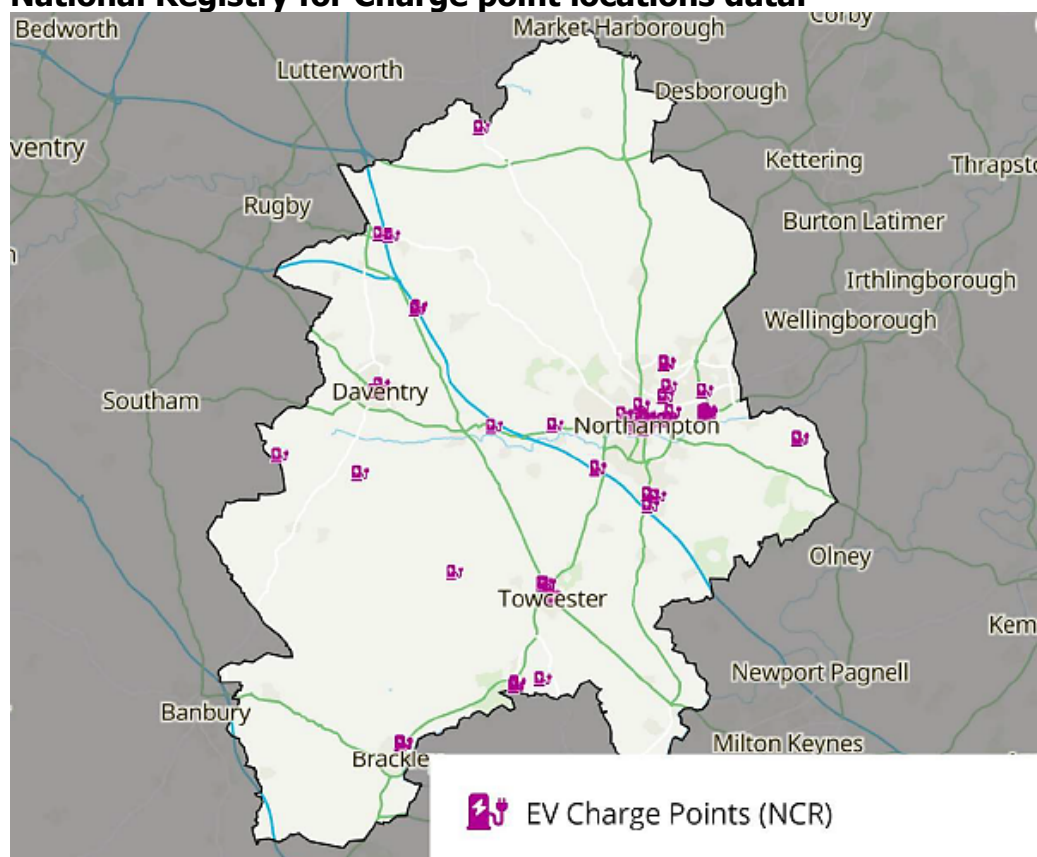 National Registry for Charge point locations data.
Bedworth
Market Harborough
Corby
Lutterworth
Desborough
ventry
Kettering
Thrapsto
Rugby
Burton Latimer
Irthlingborough
Wellingborough
Daventry
Southam
Northampton
Olney
Towcester
Kem
Newport Pagnell
Banbury
Milton Keynes
Brackle
EV Charge Points (NCR)